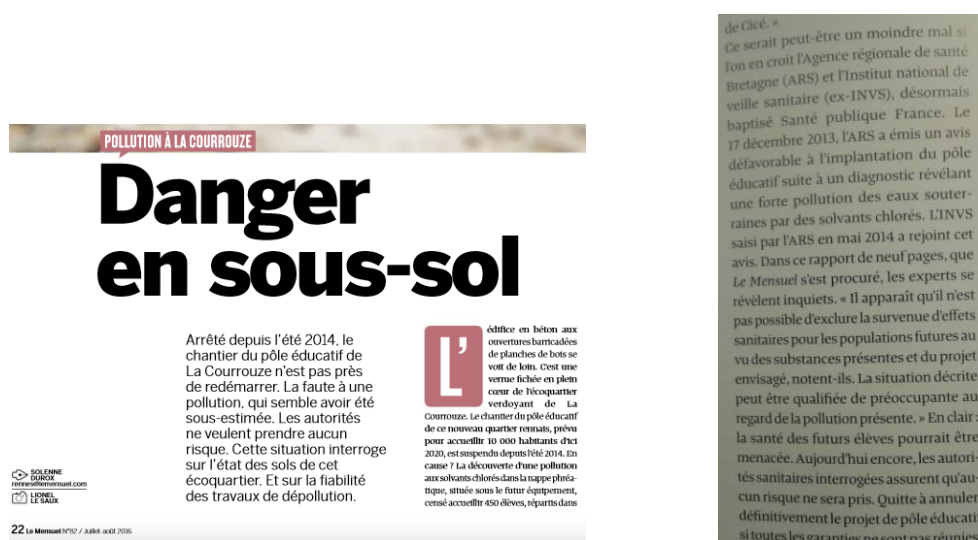 POLLUTION À LA COURROUZE
Danger
en sous-sol
Arrêté depuis l'été 2014, le
chantier du pôle éducatif de
La Courrouze n'est pas près
de redémarrer. La faute à une
pollution, qui semble avoir été
sous-estimée. Les autorités
ne veulent prendre aucun
risque. Cette situation interroge
sur l'état des sols de cet
écoquartier. Et sur la fiabilité
des travaux de dépollution.
SOLENNE
DUROX
rennes@lemensuel.com
LIONEL
LE SAUX
L'
édifice en béton aux
ouvertures barricadées
de planches de bois se
voit de loin. C'est une
verrue fichée en plein
cœur de l'écoquartier
verdoyant de La
Courrouze. Le chantier du pôle éducatif
de ce nouveau quartier rennais, prévu
pour accueillir 10 000 habitants d'ici
2020, est suspendu depuis l'été 2014. En
cause ? La découverte d'une pollution
aux solvants chlorés dans la nappe phréa-
tique, située sous le futur équipement,
censé accueillir 450 élèves, répartis dans
22 Le Mensuel N°82 / Juillet-août 2016
de Cicé. »
Ce serait peut-être un moindre mal si
l'on en croit l'Agence régionale de santé
Bretagne (ARS) et l'Institut national de
veille sanitaire (ex-INVS), désormais
baptisé Santé publique France. Le
17 décembre 2013, l'ARS a émis un avis
défavorable à l'implantation du pôle
éducatif suite à un diagnostic révélant
une forte pollution des eaux souter-
raines par des solvants chlorés. L'INVS
saisi par l'ARS en mai 2014 a rejoint cet
avis. Dans ce rapport de neuf pages, que
Le Mensuel s'est procuré, les experts se
révèlent inquiets. « Il apparaît qu'il n'est
pas possible d'exclure la survenue d'effets
sanitaires pour les populations futures au
vu des substances présentes et du projet
envisagé, notent-ils. La situation décrite
peut être qualifiée de préoccupante au
regard de la pollution présente. » En clair :
la santé des futurs élèves pourrait être
menacée. Aujourd'hui encore, les autori-
tés sanitaires interrogées assurent qu'au-
cun risque ne sera pris. Quitte à annuler
définitivement le projet de pôle éducati
si toutes les garanties ne sont pas réunies